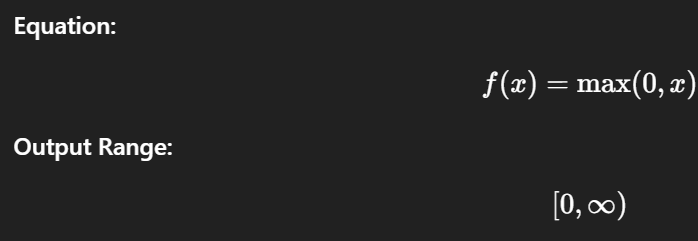 Equation:
f(x) = max(0, x)
Output Range:
[0, ∞)